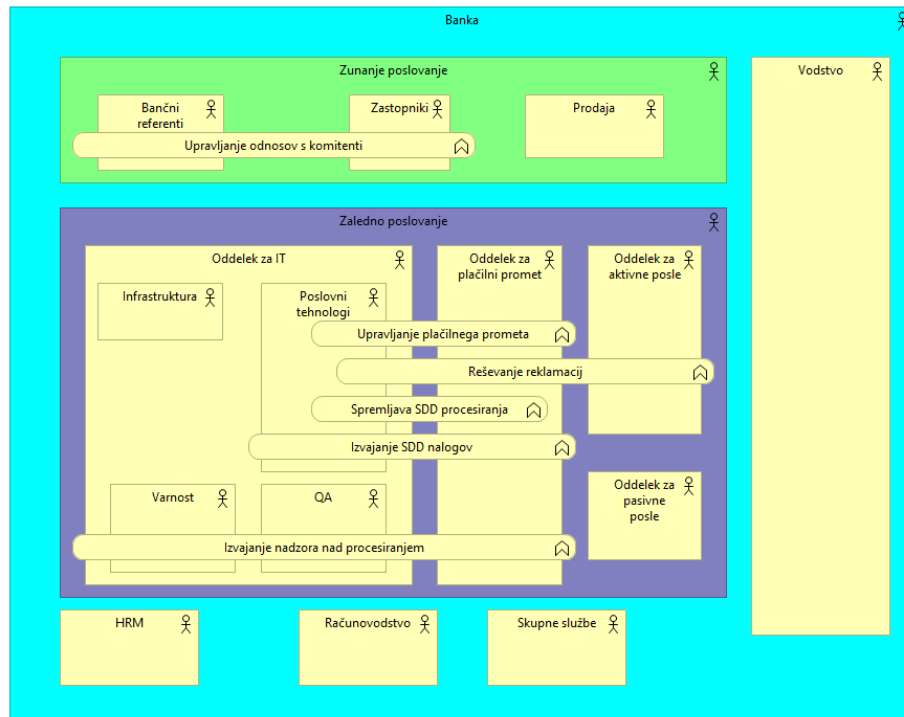 Banka
Zunanje poslovanje
Vodstvo
Bančni
referenti
Zastopniki
Prodaja
Upravljanje odnosov s komitenti
Zaledno poslovanje
Oddelek za IT
Oddelek za
plačilni promet
Oddelek za
aktivne posle
Infrastruktura
Poslovni
tehnologi
Upravljanje plačilnega prometa
Reševanje reklamacij
Spremljava SDD procesiranja
Izvajanje SDD nalogov
Varnost
QA
Oddelek za
pasivne
posle
Izvajanje nadzora nad procesiranjem
HRM
Računovodstvo
Skupne službe